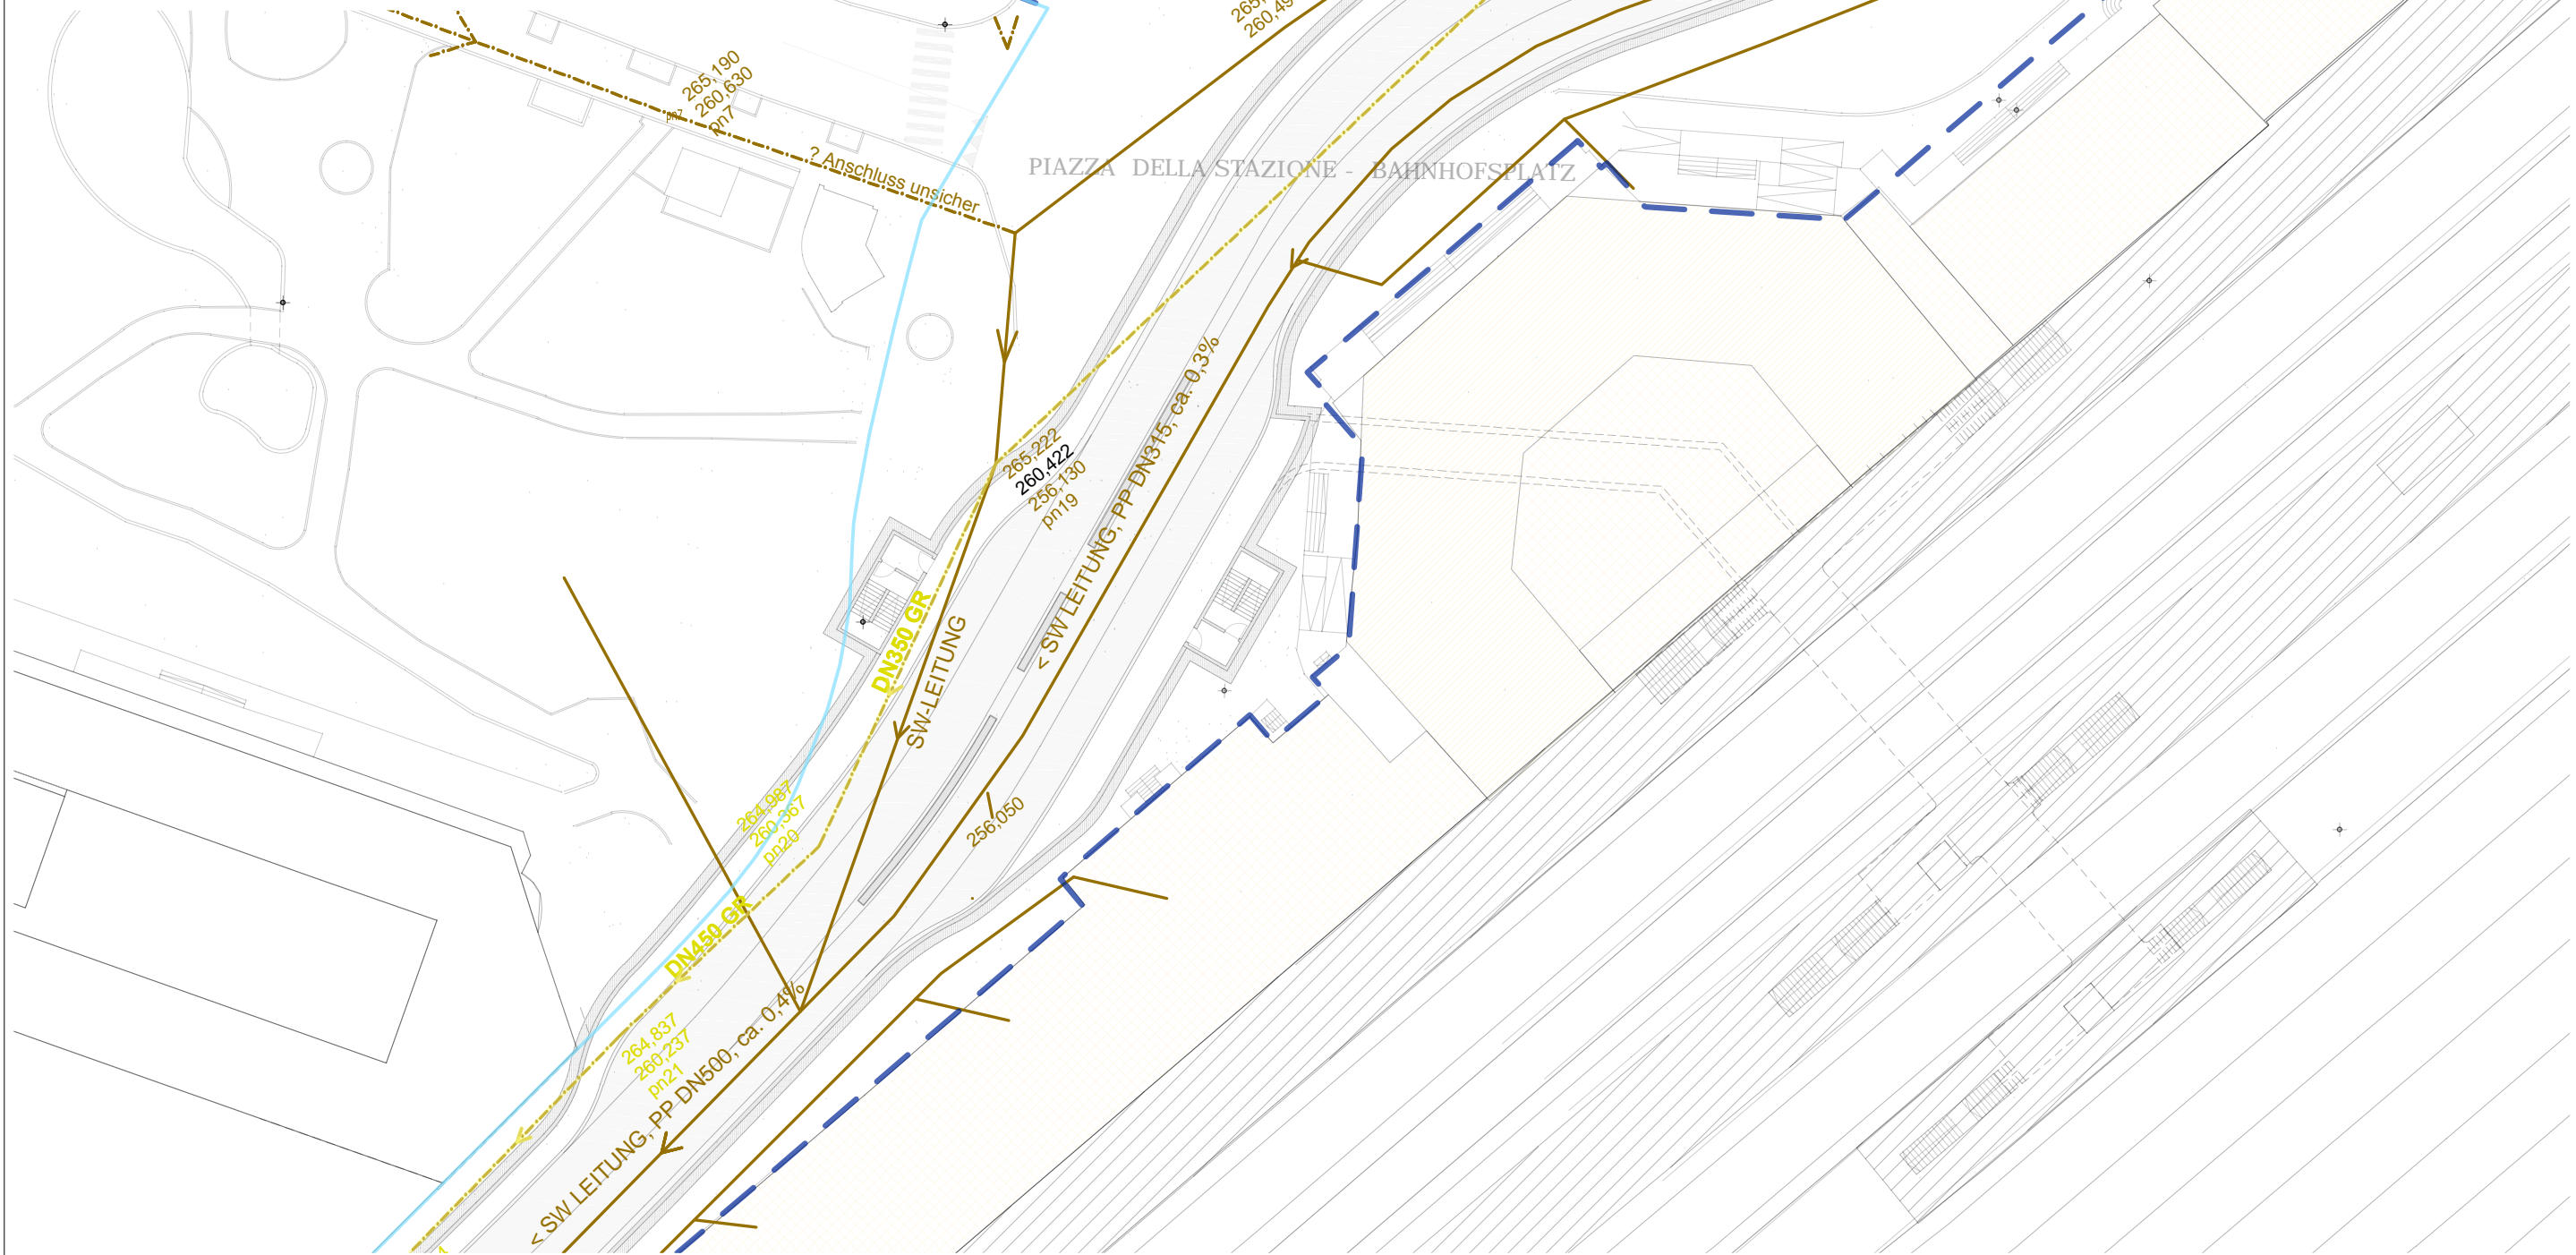 265,190
260,630
pn7
pn7
? Anschluss unsicher
PIAZZA DELLA STAZIONE - BAHNHOFSPLATZ
265,222
260,422
256,130
pn19
< SW LEITUNG, PP DN315, ca. 0,3%
DN350 GR
SW-LEITUNG
264,987
260,367
pn20
256,050
DN450 GR
264,837
260,237
pn21
< SW LEITUNG, PP DN500, ca. 0,4%